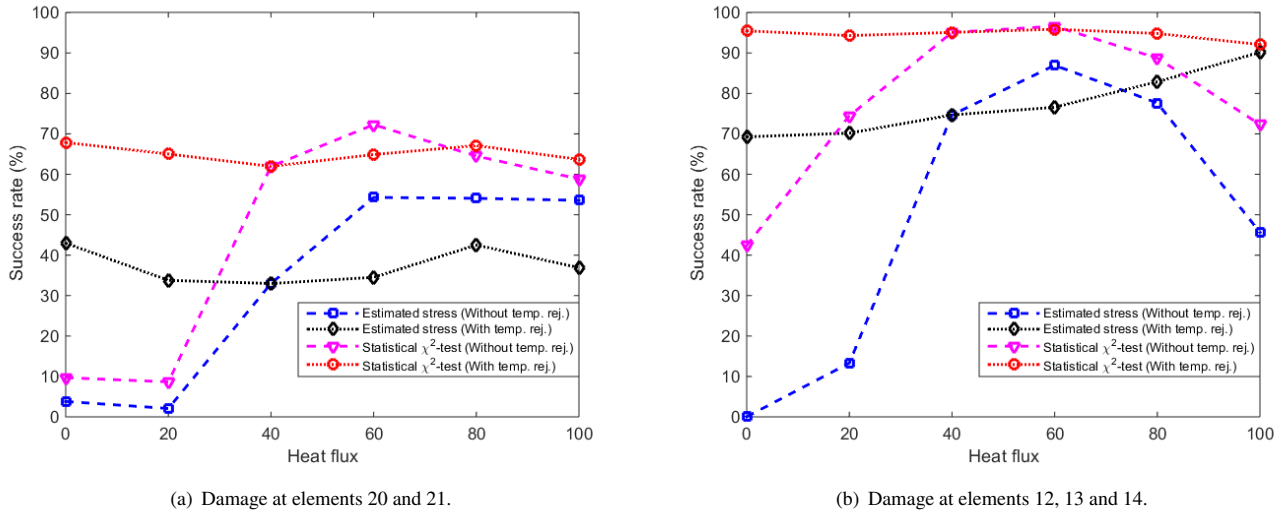 100
90
80
70
60
50
40
30
20
10
0
Success rate (%)
Estimated stress (Without temp. rej.)
Estimated stress (With temp. rej.)
Statistical χ²-test (Without temp. rej.)
Statistical χ²-test (With temp. rej.)
0 20 40 60 80 100
Heat flux
(a) Damage at elements 20 and 21.
100
90
80
70
60
50
40
30
20
10
0
Success rate (%)
Estimated stress (Without temp. rej.)
Estimated stress (With temp. rej.)
Statistical χ²-test (Without temp. rej.)
Statistical χ²-test (With temp. rej.)
0 20 40 60 80 100
Heat flux
(b) Damage at elements 12, 13 and 14.